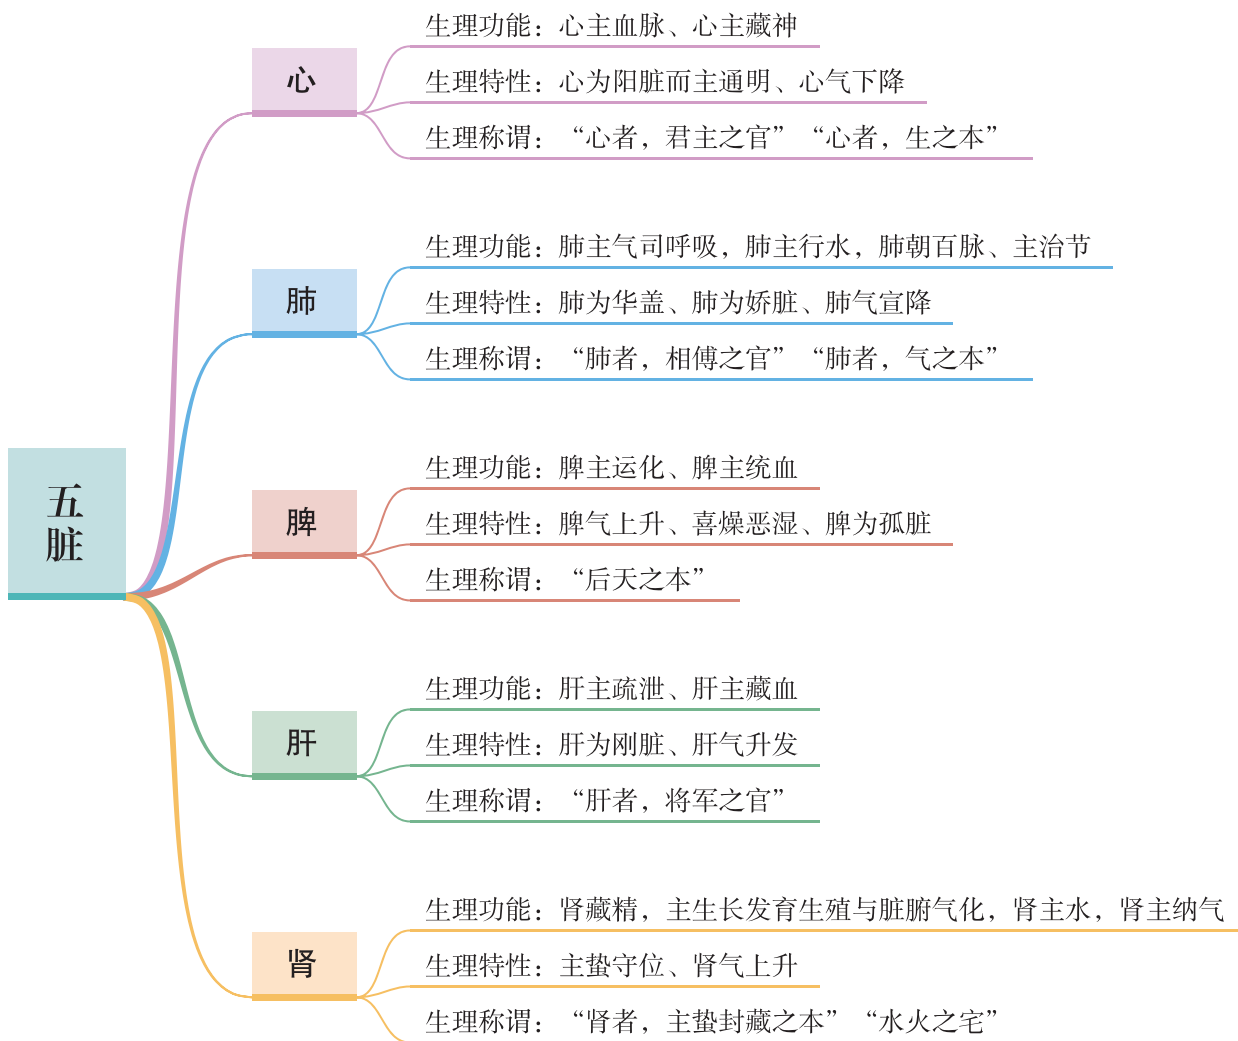 五
脏
心
生理功能：心主血脉、心主藏神
生理特性：心为阳脏而主通明、心气下降
生理称谓：“心者，君主之官”“心者，生之本”
肺
生理功能：肺主气司呼吸，肺主行水，肺朝百脉、主治节
生理特性：肺为华盖、肺为娇脏、肺气宣降
生理称谓：“肺者，相傅之官”“肺者，气之本”
脾
生理功能：脾主运化、脾主统血
生理特性：脾气上升、喜燥恶湿、脾为孤脏
生理称谓：“后天之本”
肝
生理功能：肝主疏泄、肝主藏血
生理特性：肝为刚脏、肝气升发
生理称谓：“肝者，将军之官”
肾
生理功能：肾藏精，主生长发育生殖与脏腑气化，肾主水，肾主纳气
生理特性：主蛰守位、肾气上升
生理称谓：“肾者，主蛰封藏之本”“水火之宅”